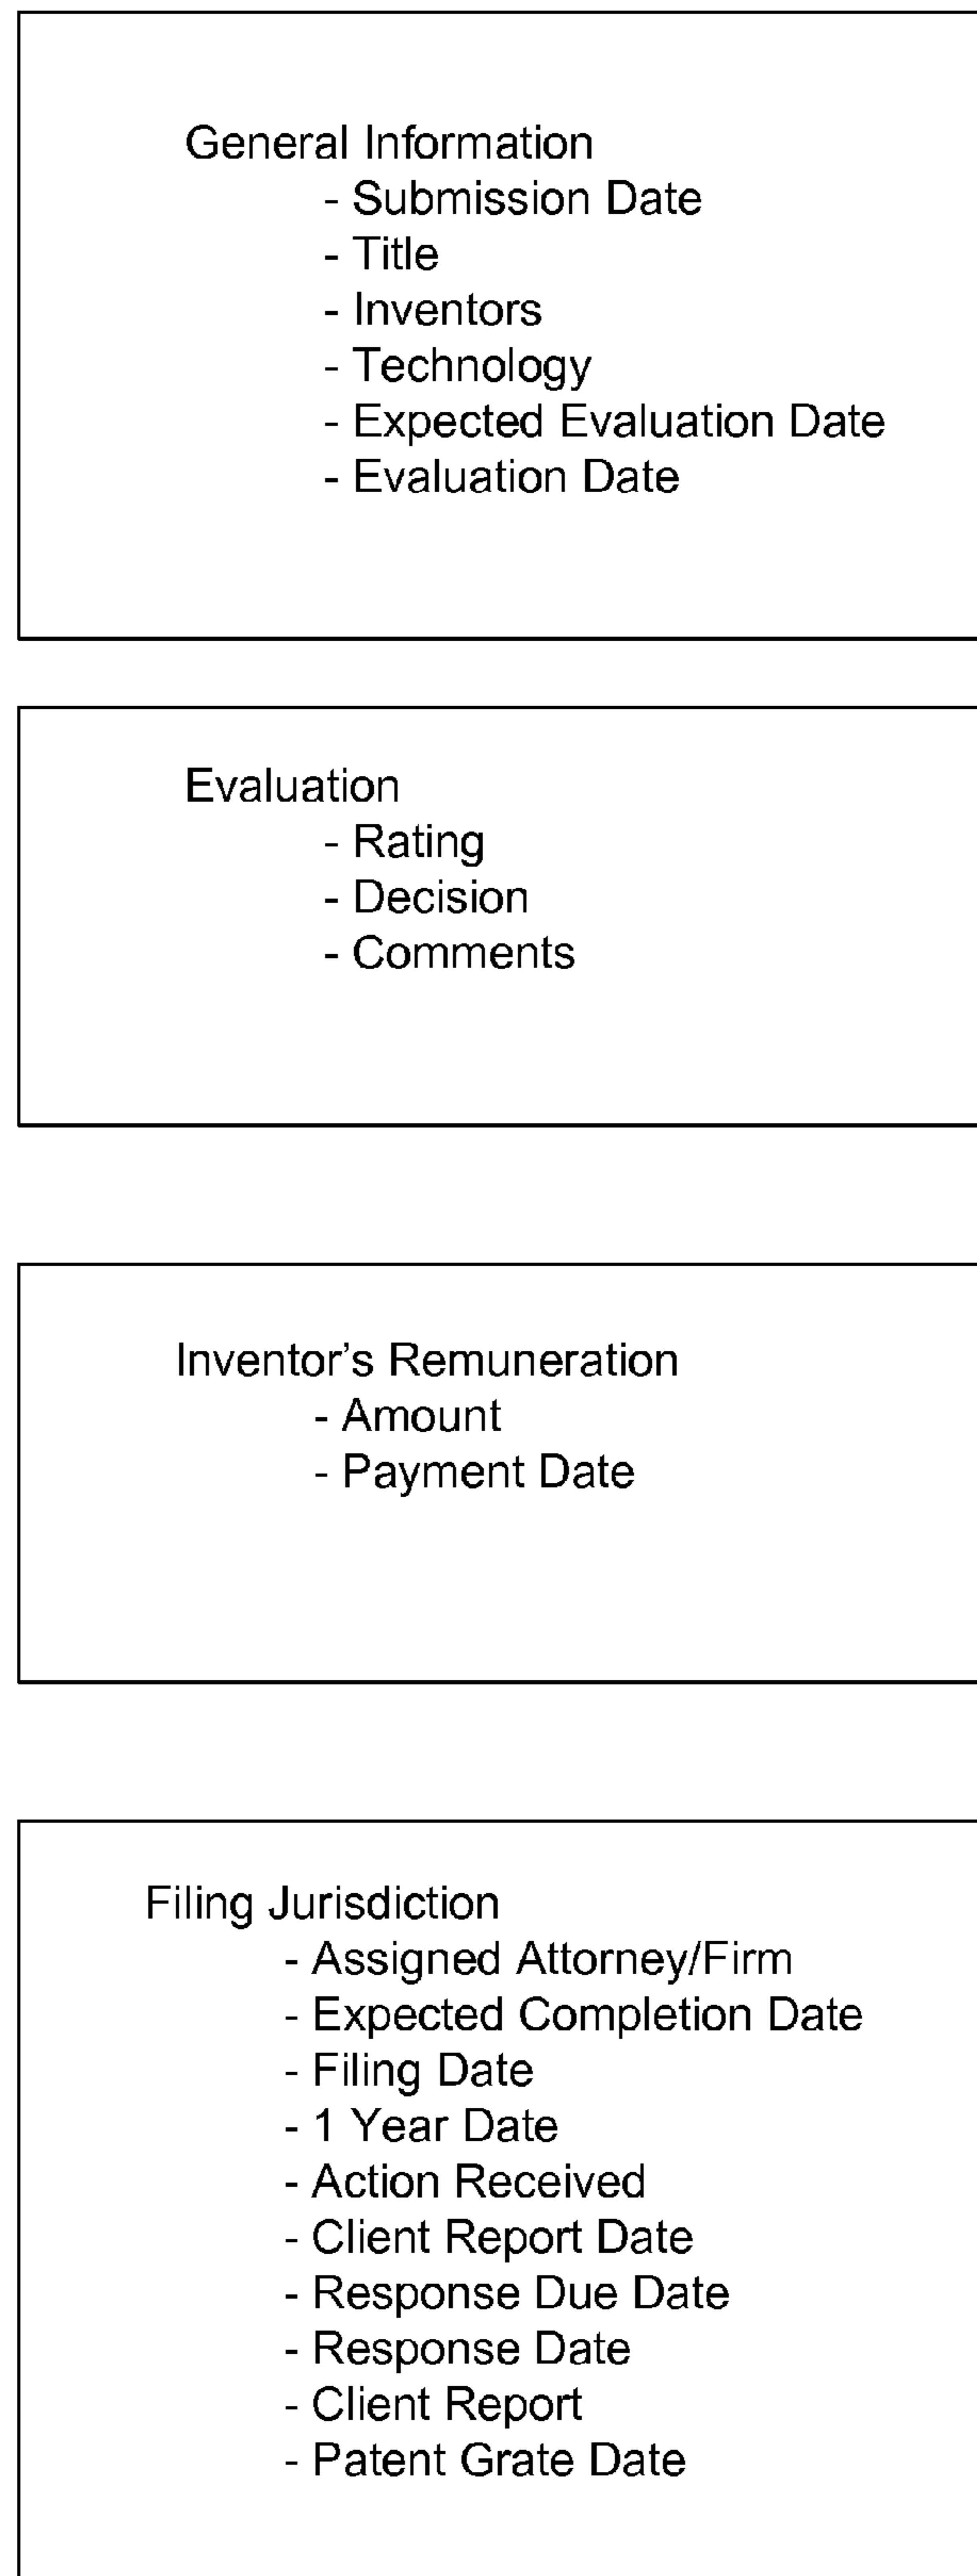 General Information
- Submission Date
- Title
- Inventors
- Technology
- Expected Evaluation Date
- Evaluation Date
Evaluation
- Rating
- Decision
- Comments
Inventor’s Remuneration
- Amount
- Payment Date
Filing Jurisdiction
- Assigned Attorney/Firm
- Expected Completion Date
- Filing Date
- 1 Year Date
- Action Received
- Client Report Date
- Response Due Date
- Response Date
- Client Report
- Patent Grate Date